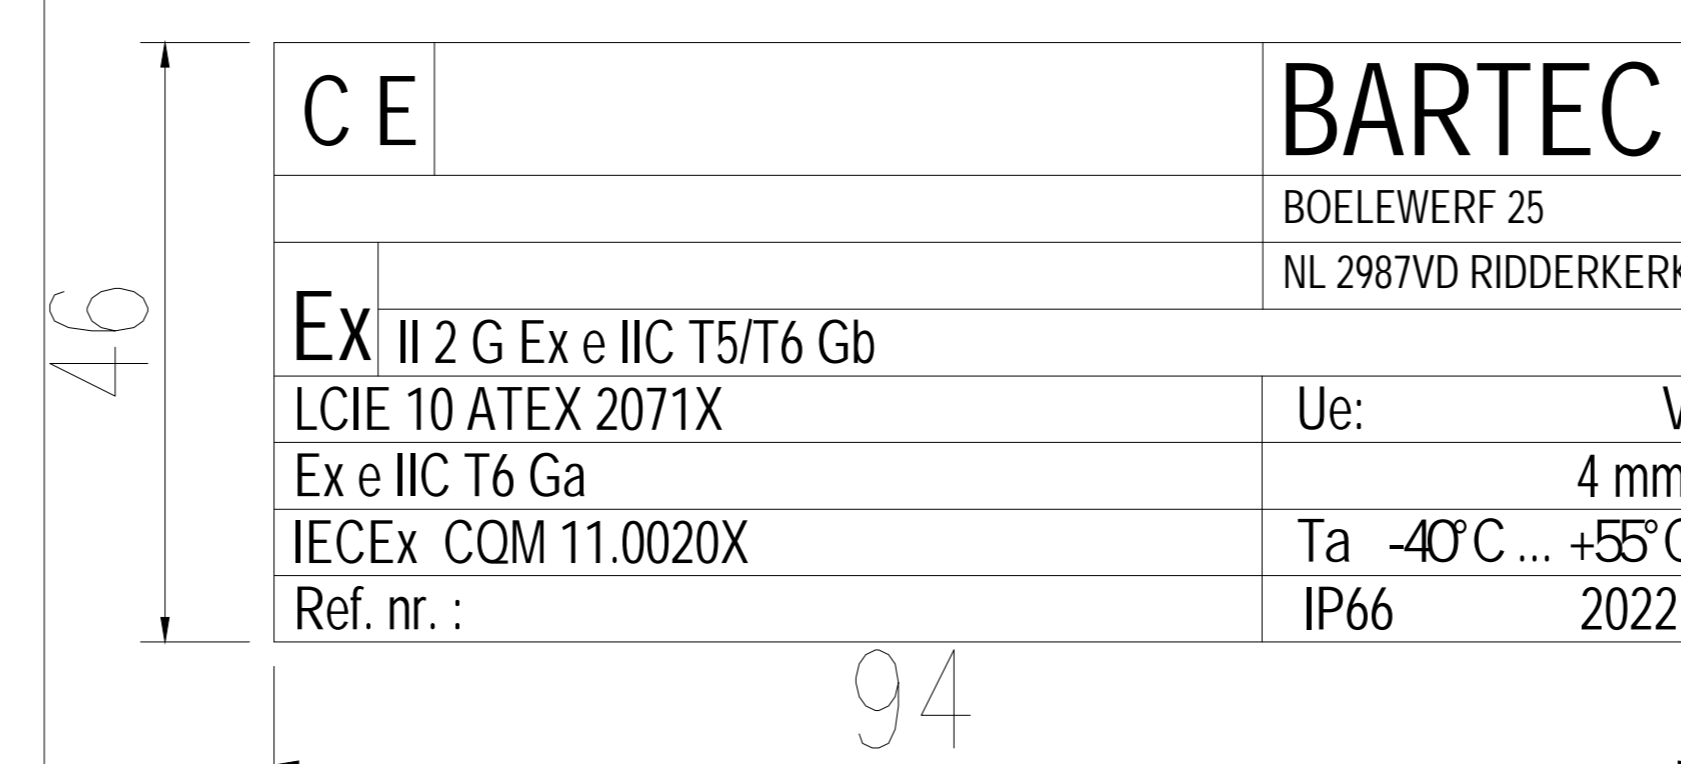 C E
BARTEC
BOELEWERF 25
NL 2987VD RIDDERKERK
Ex
II 2 G Ex e IIC T5/T6 Gb
LCIE 10 ATEX 2071X
Ue: V
Ex e IIC T6 Ga
4 mm
IECEx CQM 11.0020X
Ta -40°C ... +55°C
Ref. nr. :
IP66 2022
46
94